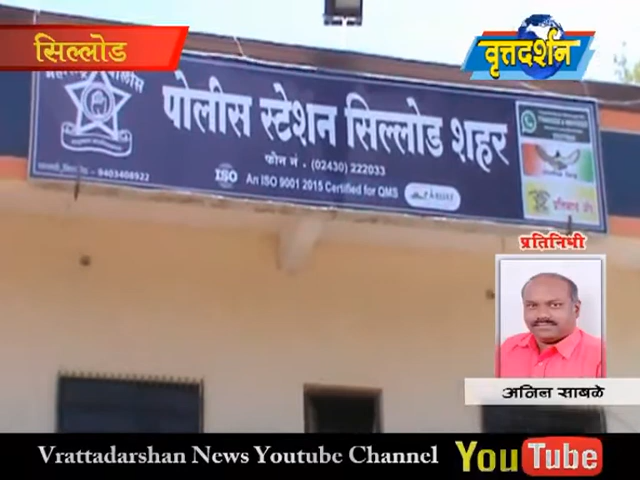 सिल्लोड
वृत्तदर्शन
पोलीस स्टेशन सिल्लोड शहर
फोन नं. (02430) 222033
9403408922
ISO An ISO 9001 2015 Certified for QMS
प्रतिनिधी
अनिल साबळे
Vrattadarshan News Youtube Channel
YouTube